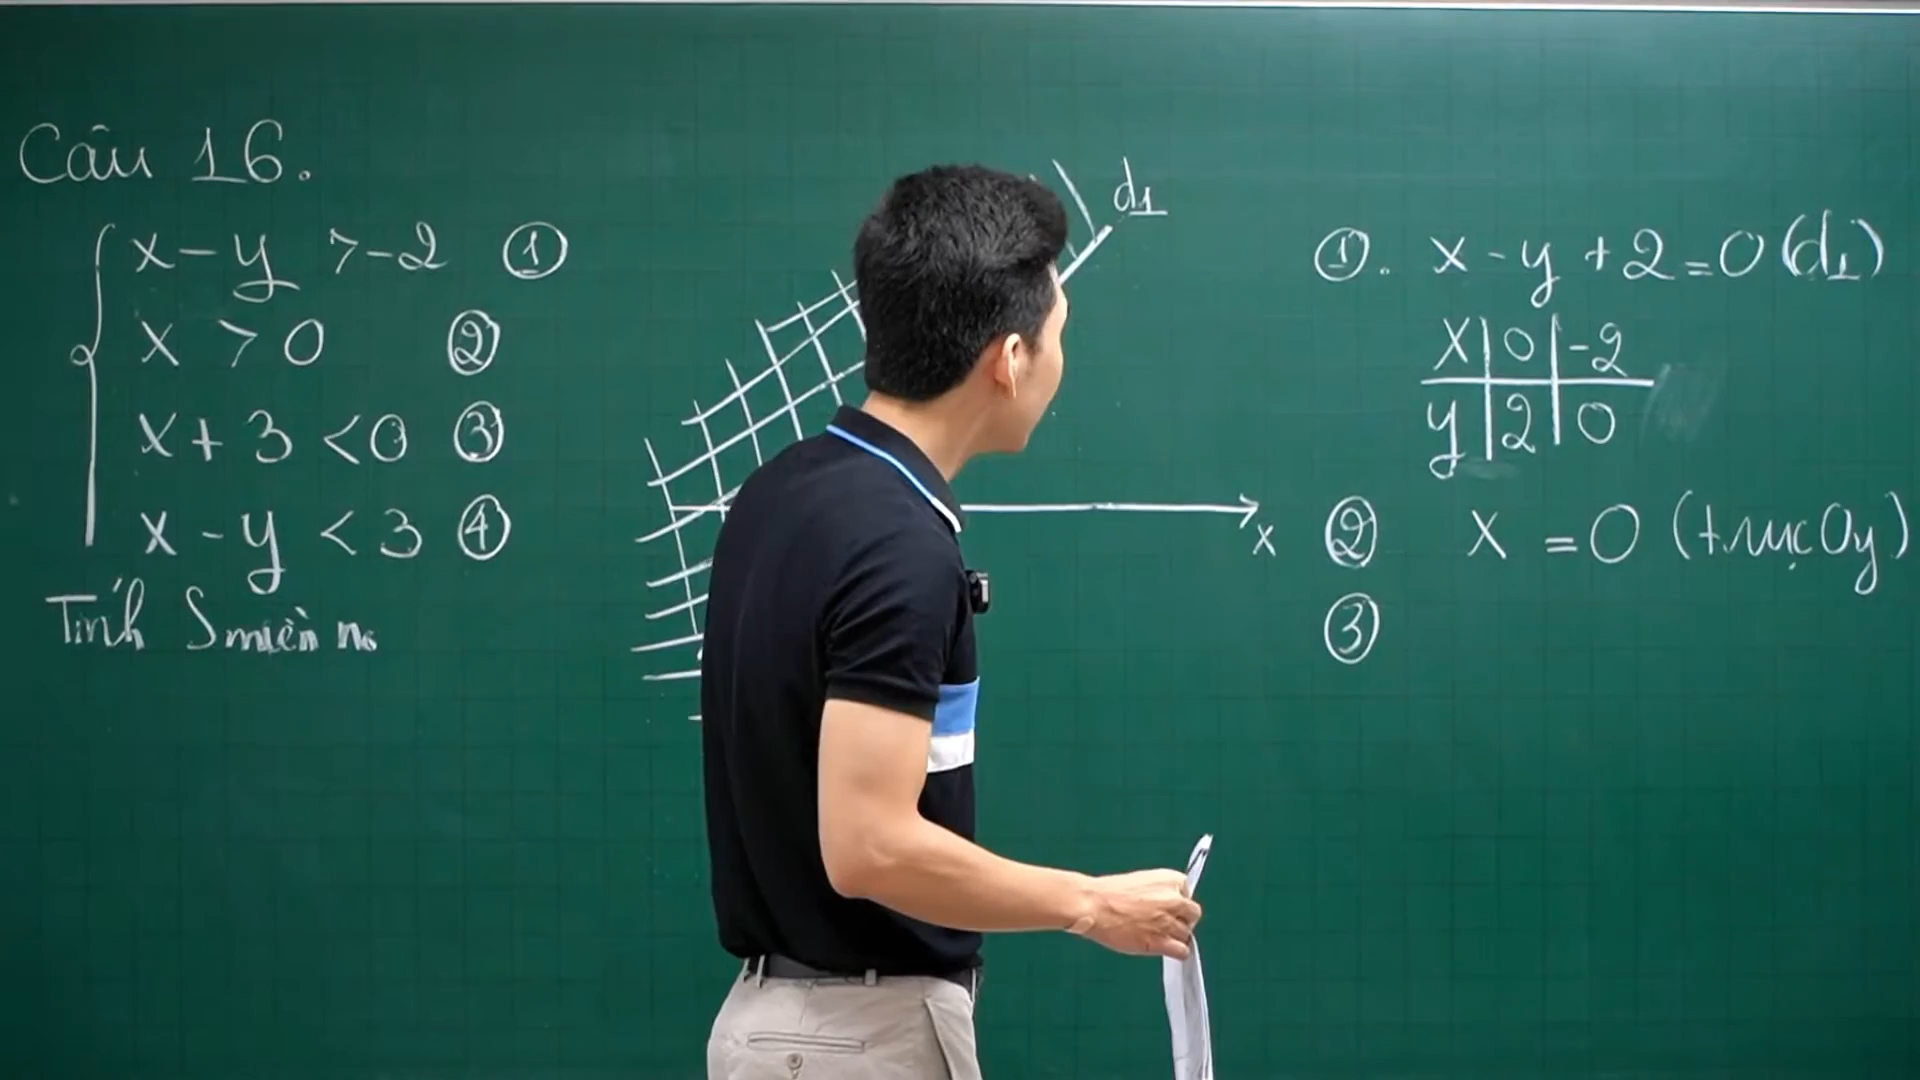 Câu 16.
x - y > -2 ①
x > 0 ②
x + 3 < 0 ③
x - y < 3 ④
Tính S miền no
d1
x
①. x - y + 2 = 0 (d1)
x | 0 | -2
y | 2 | 0
② x = 0 (trục Oy)
③